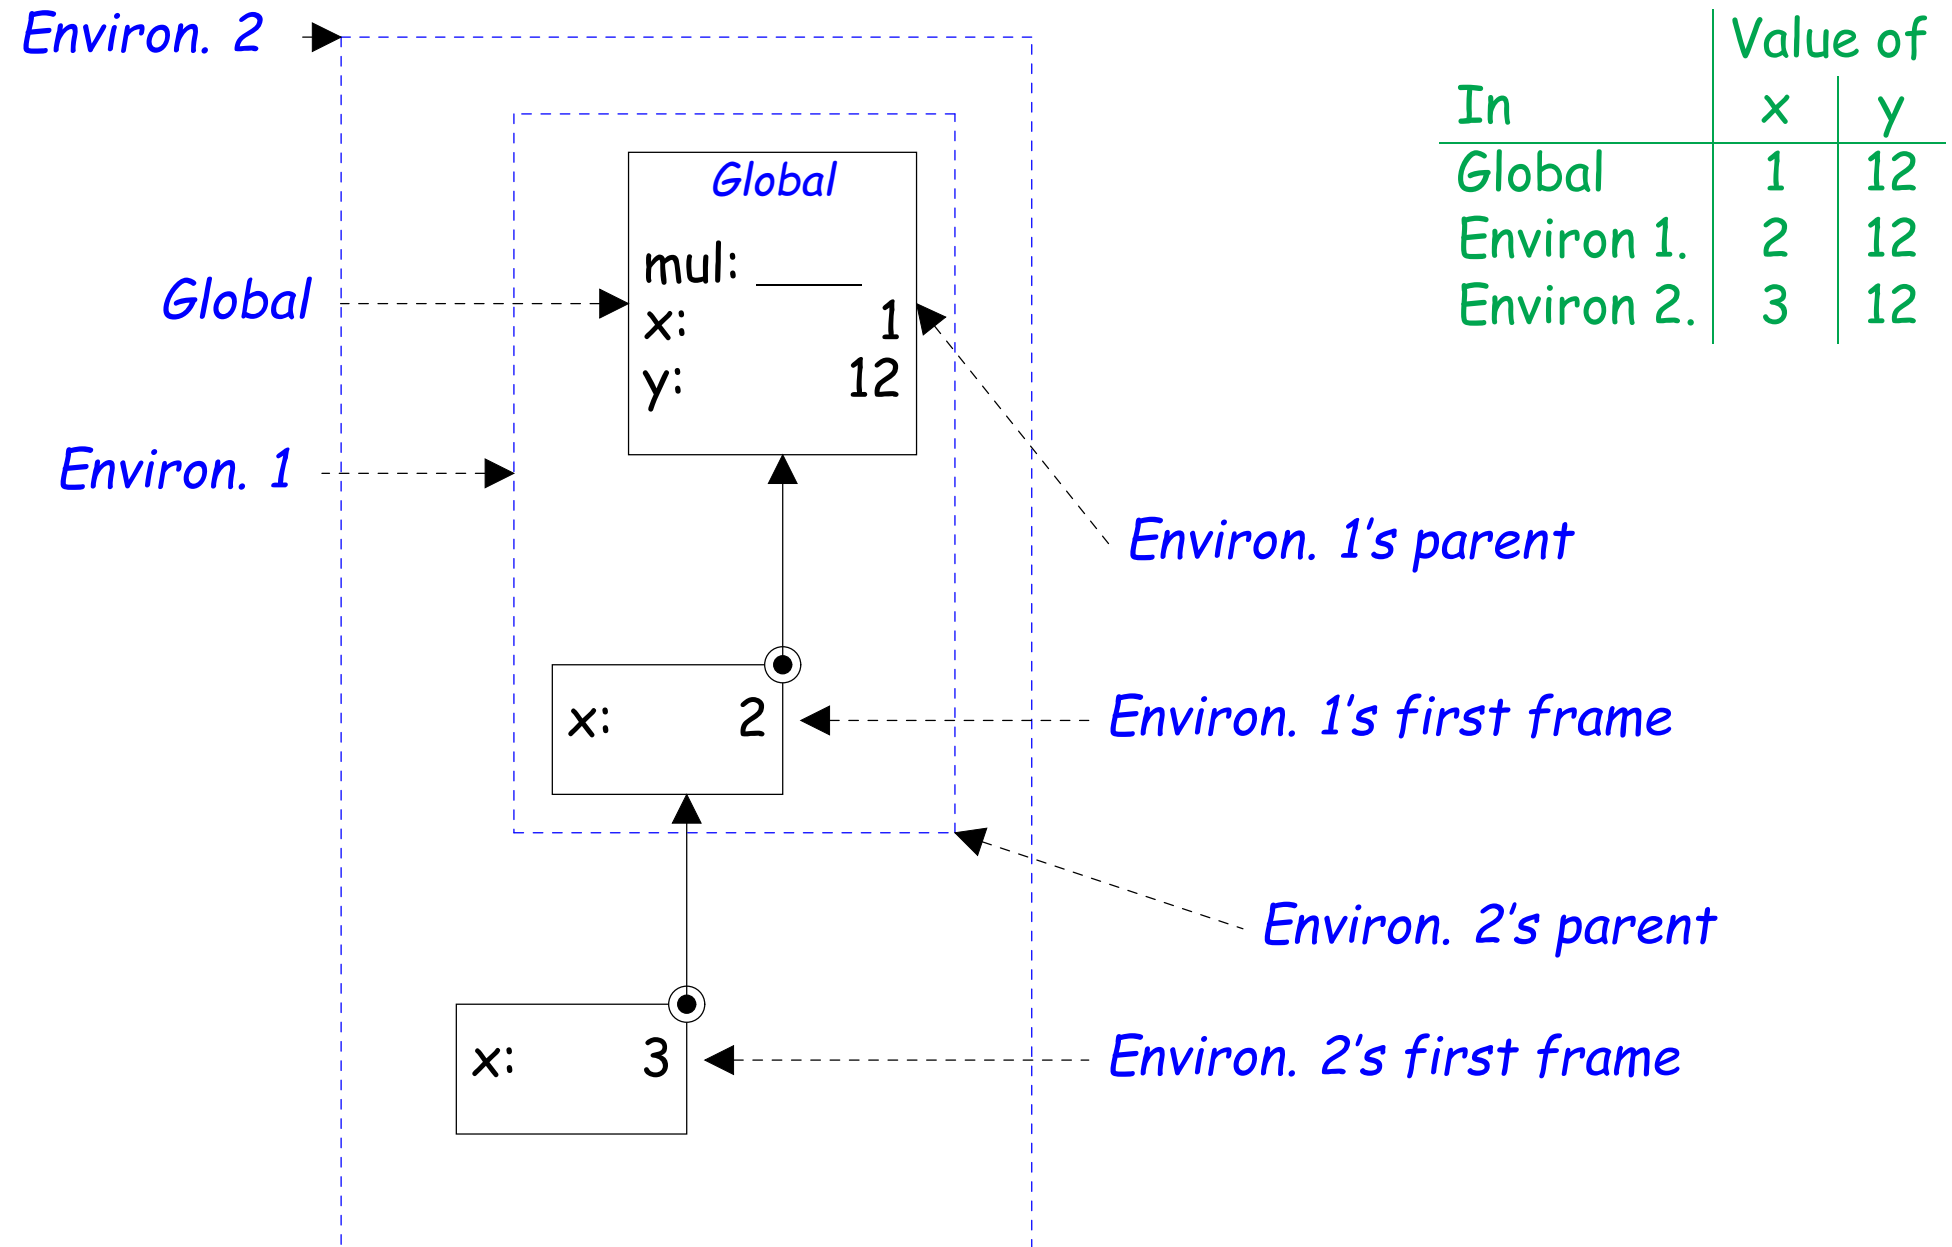 Environ. 2
Value of
In x y
Global 1 12
Environ 1. 2 12
Environ 2. 3 12
Global
mul: ______
x: 1
y: 12
Global
Environ. 1
Environ. 1's parent
x: 2
Environ. 1's first frame
Environ. 2's parent
x: 3
Environ. 2's first frame